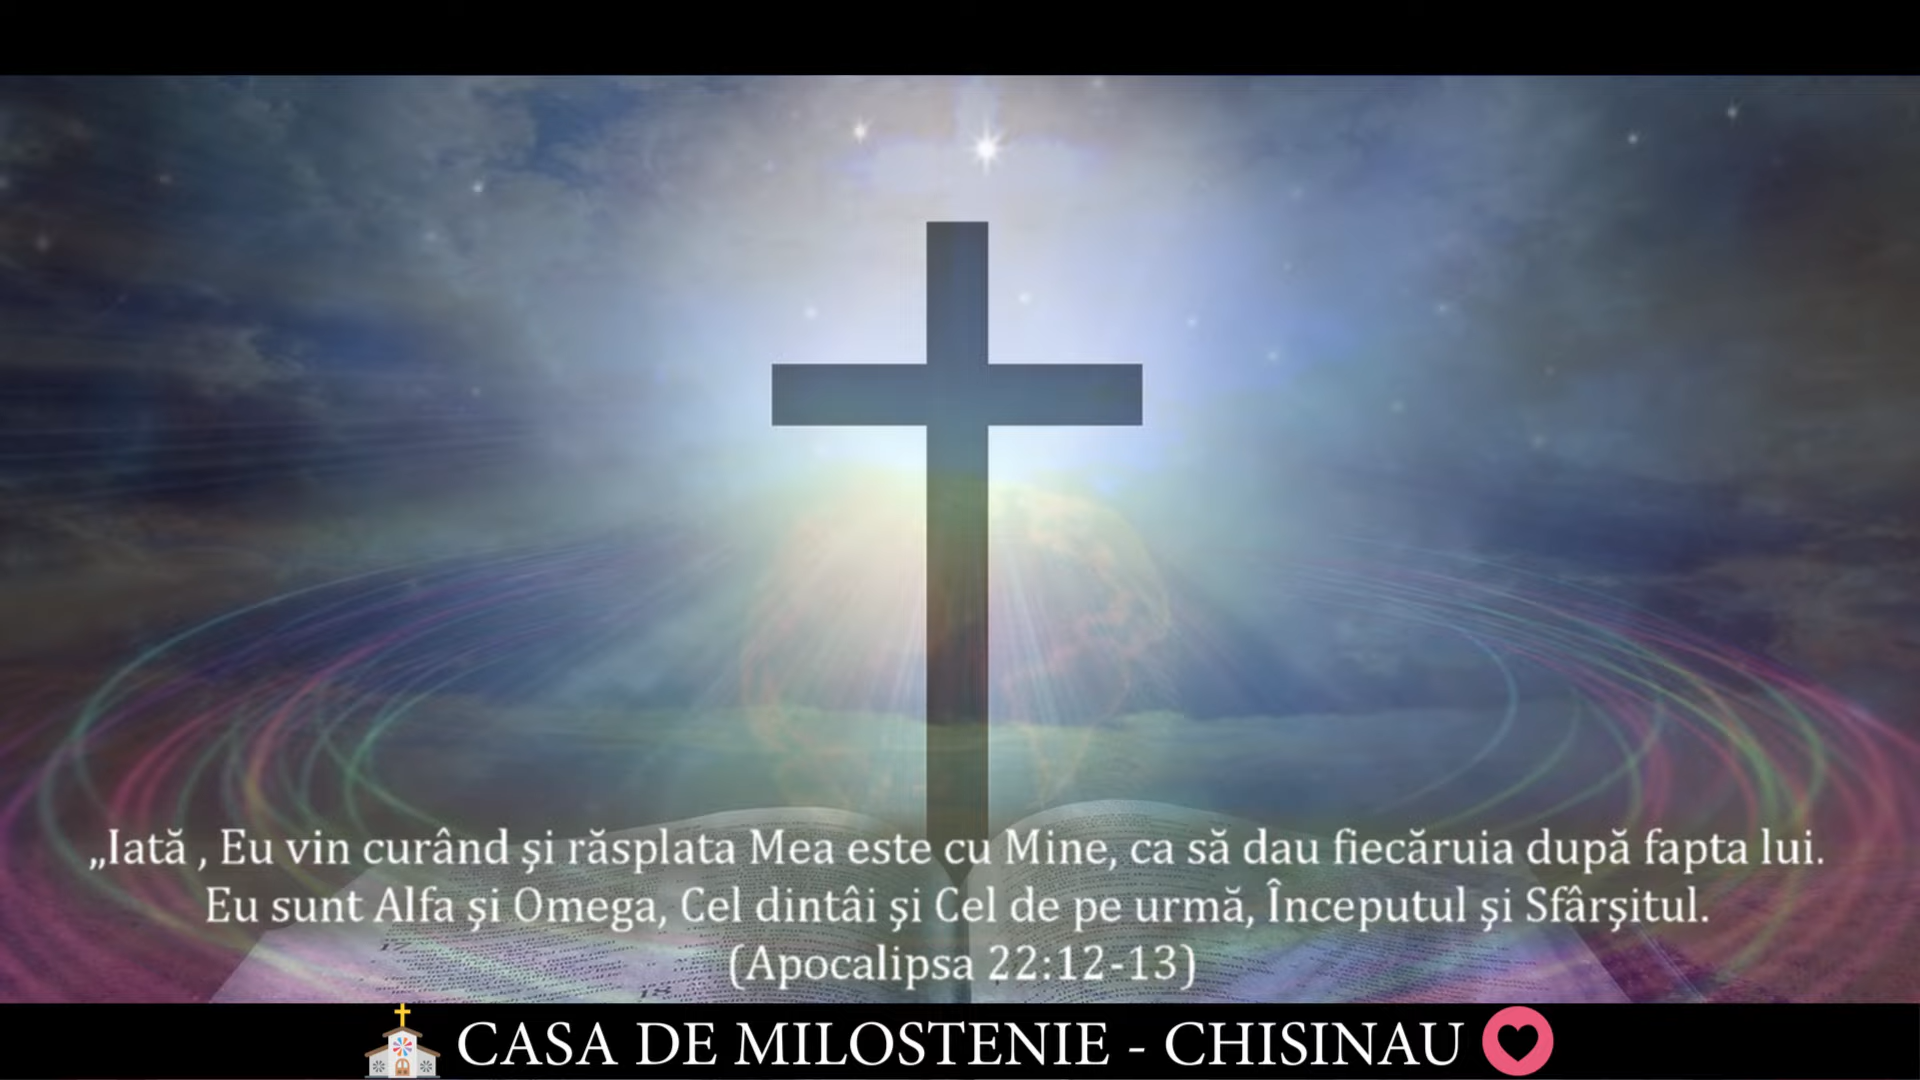 „Iată , Eu vin curând şi răsplata Mea este cu Mine, ca să dau fiecăruia după fapta lui.
Eu sunt Alfa şi Omega, Cel dintâi şi Cel de pe urmă, Începutul şi Sfârşitul.
(Apocalipsa 22:12-13)
CASA DE MILOSTENIE - CHISINAU